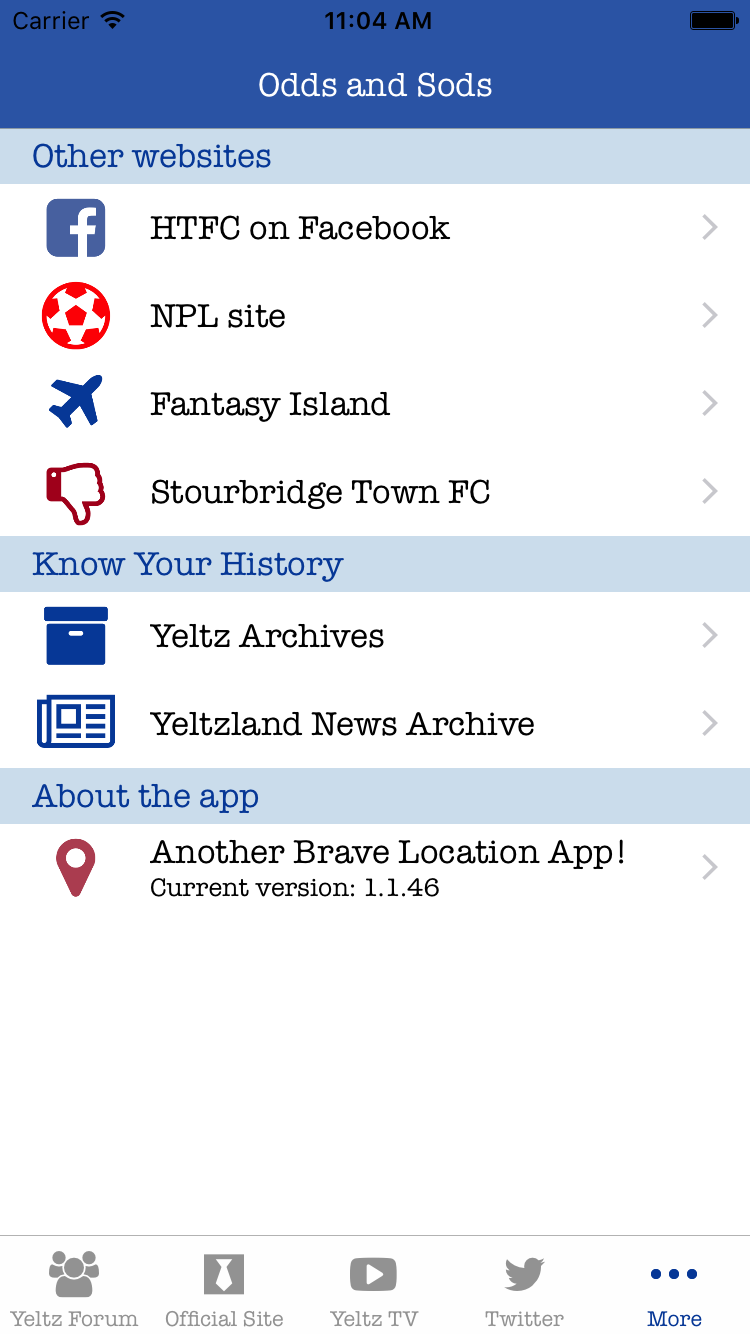 Carrier 11:04 AM
Odds and Sods
Other websites
HTFC on Facebook
NPL site
Fantasy Island
Stourbridge Town FC
Know Your History
Yeltz Archives
Yeltzland News Archive
About the app
Another Brave Location App!
Current version: 1.1.46
Yeltz Forum Official Site Yeltz TV Twitter More